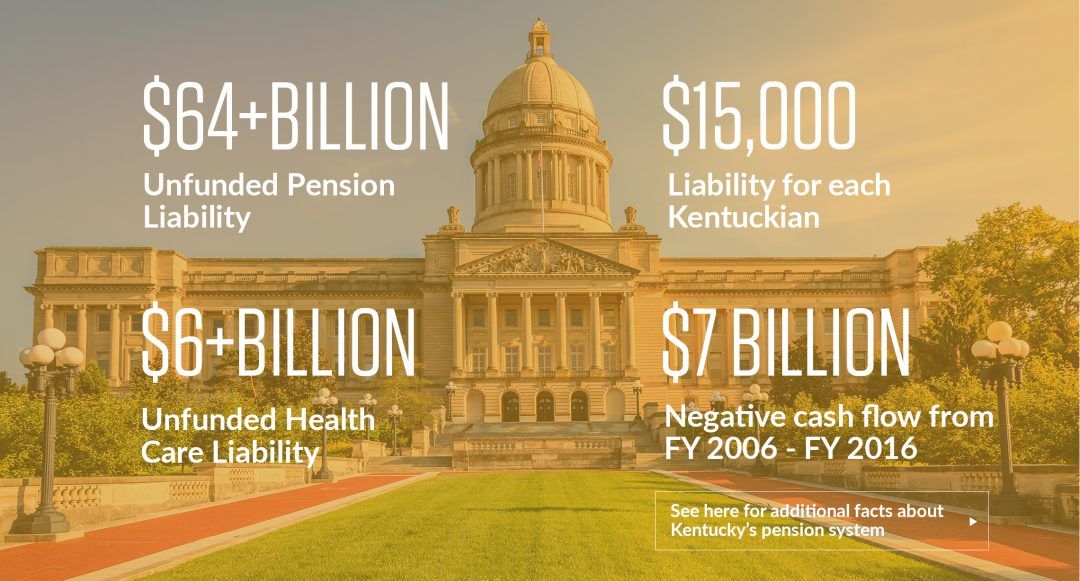 $64+BILLION
Unfunded Pension
Liability
$15,000
Liability for each
Kentuckian
$6+BILLION
Unfunded Health
Care Liability
$7 BILLION
Negative cash flow from
FY 2006 - FY 2016
See here for additional facts about
Kentucky's pension system